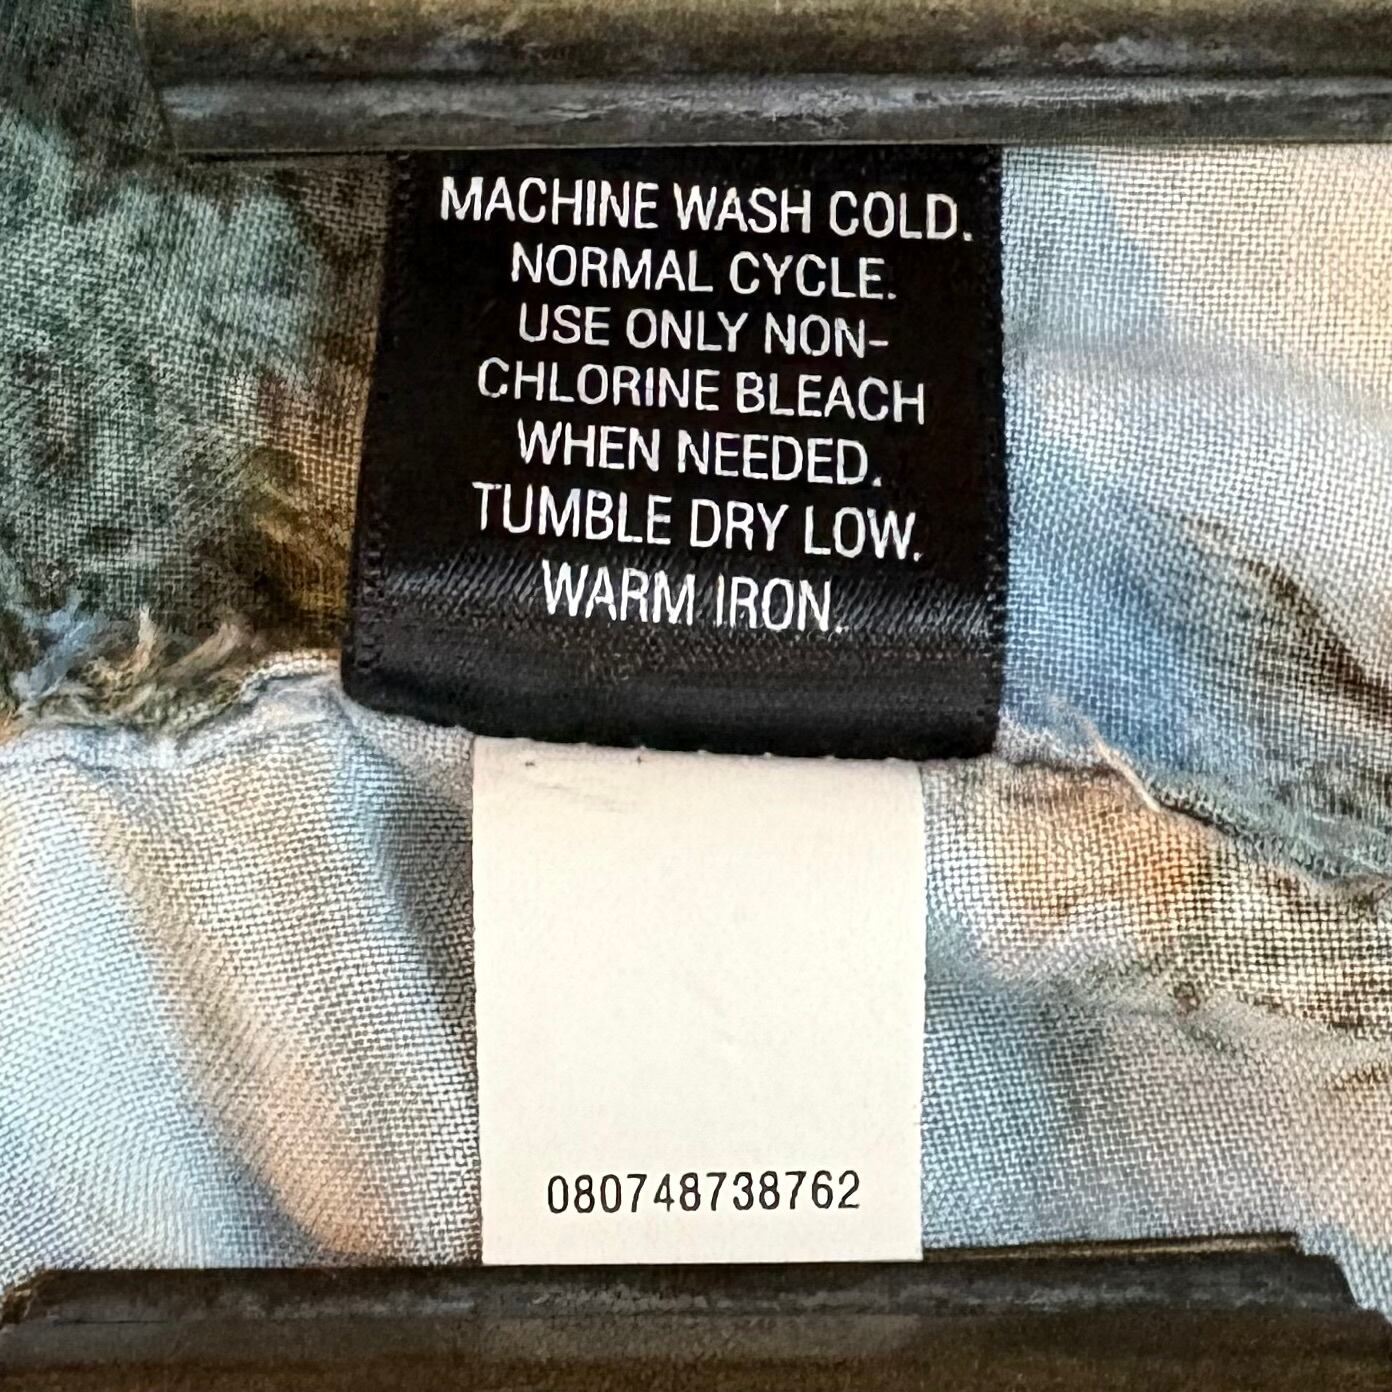 MACHINE WASH COLD.
NORMAL CYCLE.
USE ONLY NON-
CHLORINE BLEACH
WHEN NEEDED.
TUMBLE DRY LOW.
WARM IRON.
080748738762